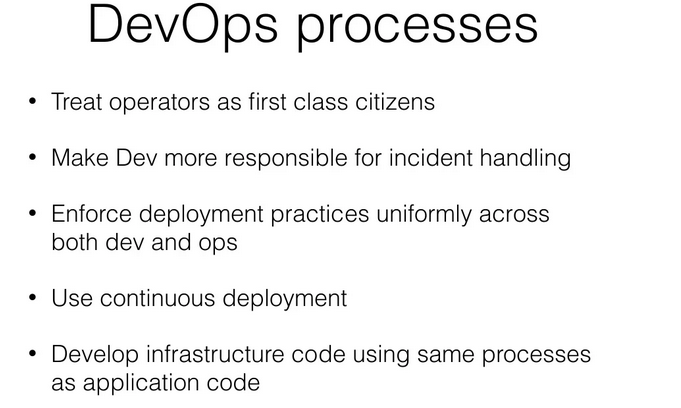 DevOps processes
• Treat operators as first class citizens
• Make Dev more responsible for incident handling
• Enforce deployment practices uniformly across
both dev and ops
• Use continuous deployment
• Develop infrastructure code using same processes
as application code